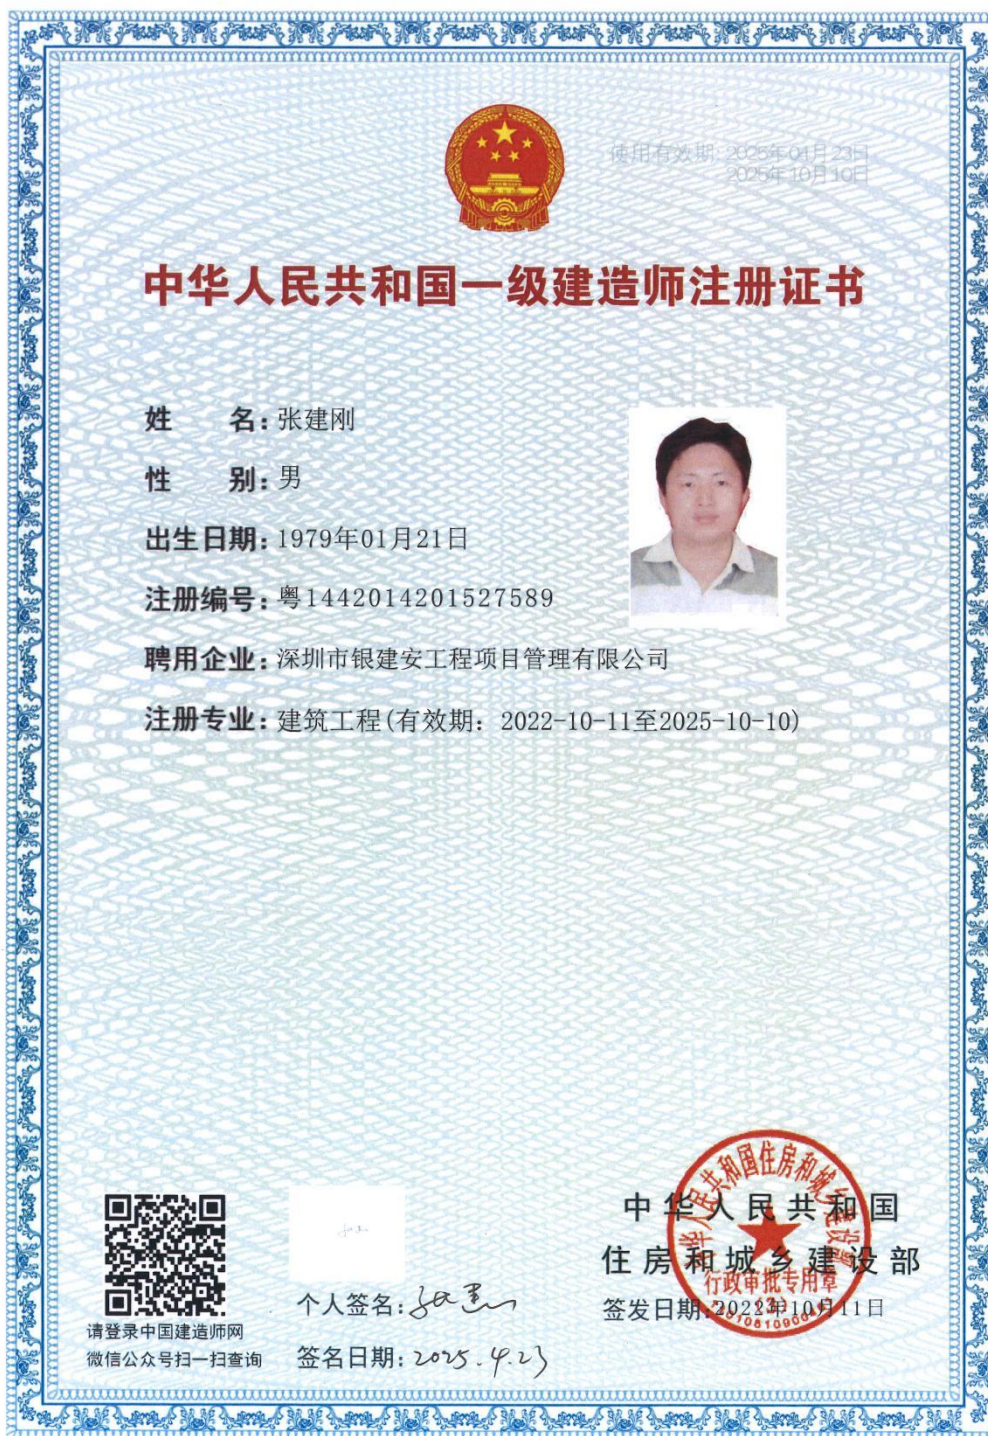 使用有效期:2025年04月23日
2025年10月10日
中华人民共和国一级建造师注册证书
姓　　名:张建刚
性　　别:男
出生日期:1979年01月21日
注册编号:粤1442014201527589
聘用企业:深圳市银建安工程项目管理有限公司
注册专业:建筑工程(有效期：2022-10-11至2025-10-10)
请登录中国建造师网
微信公众号扫一扫查询
个人签名:
签名日期:2025.4.23
中华人民共和国
住房和城乡建设部
签发日期:2022年10月11日
中华人民共和国住房和城乡建设部
行政审批专用章